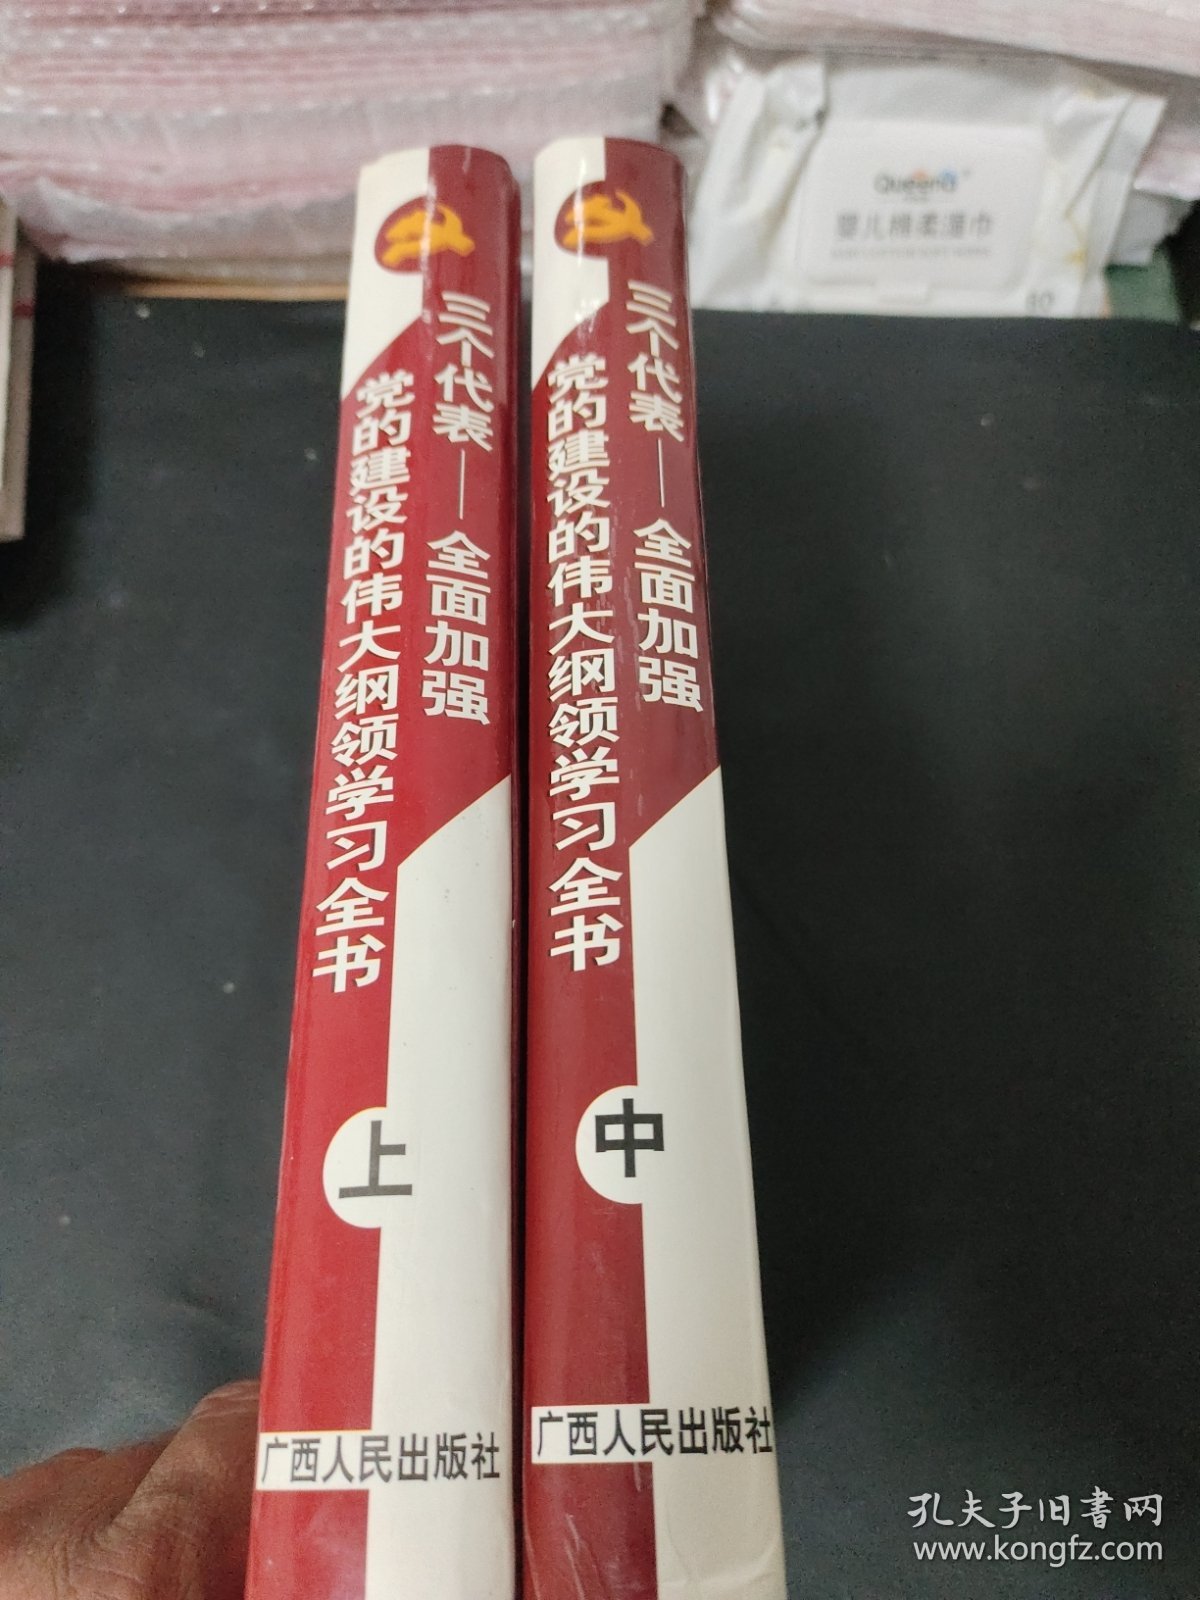 三个代表——全面加强
党的建设的伟大纲领学习全书
上
广西人民出版社
三个代表——全面加强
党的建设的伟大纲领学习全书
中
广西人民出版社
婴儿棉柔湿巾
孔夫子旧書网
www.kongfz.com